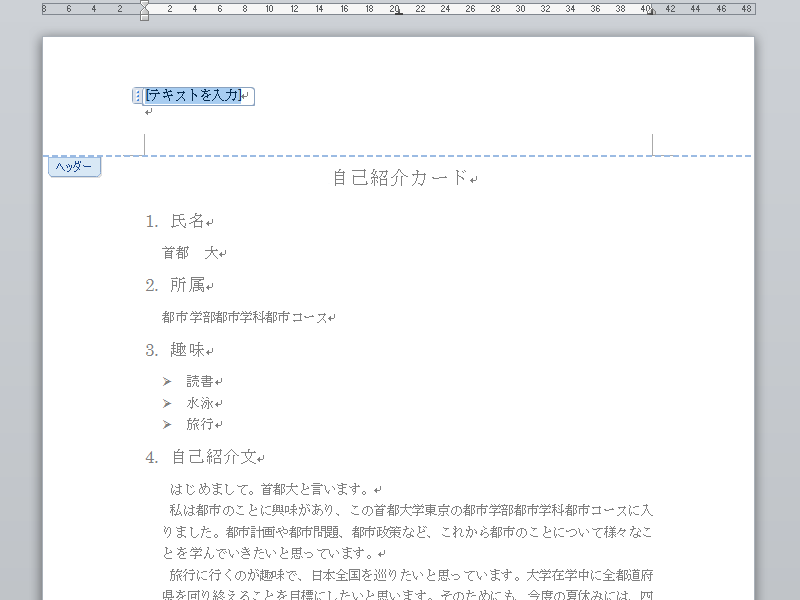 8 6 4 2 2 4 6 8 10 12 14 16 18 20 22 24 26 28 30 32 34 36 38 40 42 44 46 48
[テキストを入力]
ヘッダー
自己紹介カード
1. 氏名
首都　大
2. 所属
都市学部都市学科都市コース
3. 趣味
➢ 読書
➢ 水泳
➢ 旅行
4. 自己紹介文
はじめまして。首都大と言います。
私は都市のことに興味があり、この首都大学東京の都市学部都市学科都市コースに入
りました。都市計画や都市問題、都市政策など、これから都市のことについて様々なこ
とを学んでいきたいと思っています。
旅行に行くのが趣味で、日本全国を巡りたいと思っています。大学在学中に全都道府
県を回り終えることを目標にしたいと思います。そのためにも、今度の夏休みには、四